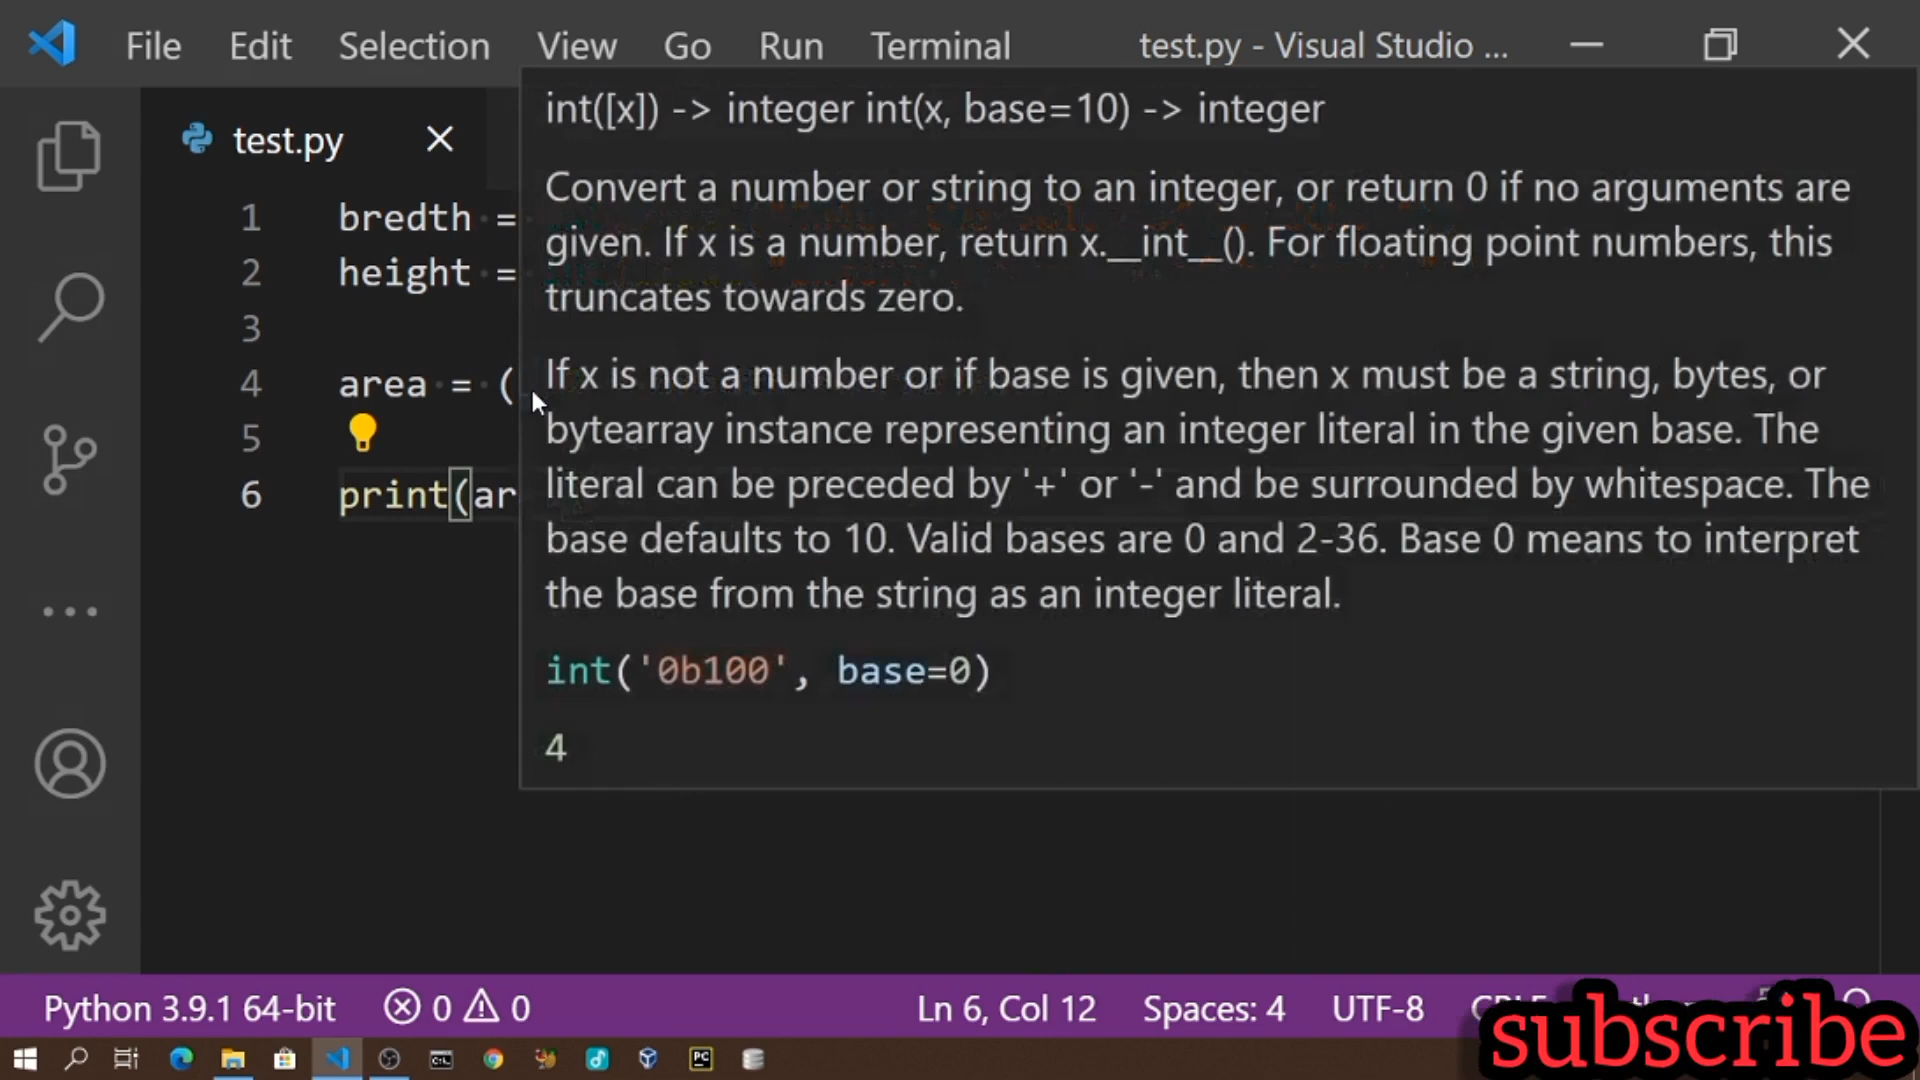 File Edit Selection View Go Run Terminal test.py - Visual Studio ...
test.py
1 bredth =
2 height =
3
4 area = (
5
6 print(ar
int([x]) -> integer int(x, base=10) -> integer
Convert a number or string to an integer, or return 0 if no arguments are
given. If x is a number, return x.__int__(). For floating point numbers, this
truncates towards zero.
If x is not a number or if base is given, then x must be a string, bytes, or
bytearray instance representing an integer literal in the given base. The
literal can be preceded by '+' or '-' and be surrounded by whitespace. The
base defaults to 10. Valid bases are 0 and 2-36. Base 0 means to interpret
the base from the string as an integer literal.
int('0b100', base=0)
4
Python 3.9.1 64-bit 0 0 Ln 6, Col 12 Spaces: 4 UTF-8
subscribe
PC